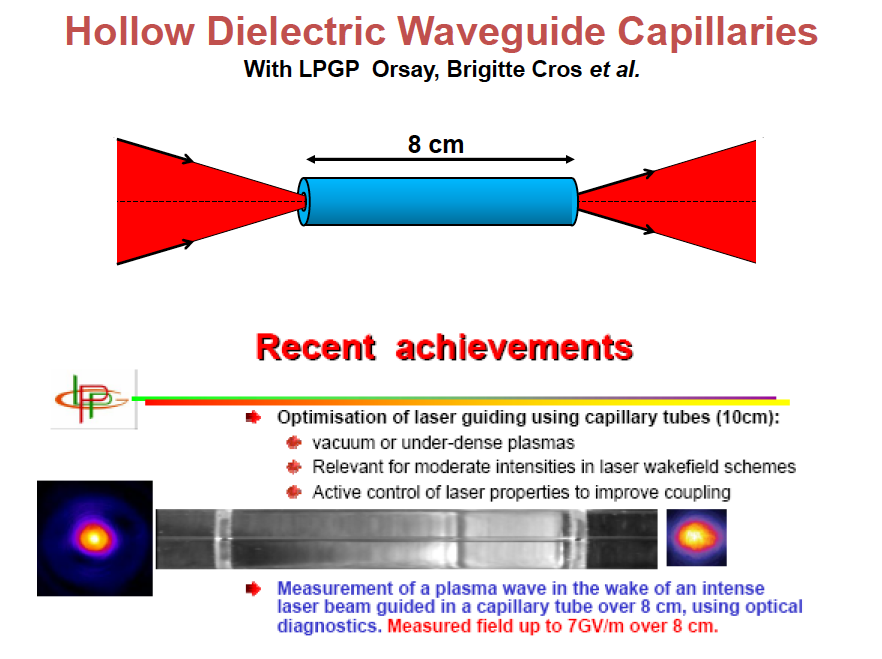 Hollow Dielectric Waveguide Capillaries
With LPGP Orsay, Brigitte Cros et al.
8 cm
Recent achievements
LPGP
Optimisation of laser guiding using capillary tubes (10cm):
vacuum or under-dense plasmas
Relevant for moderate intensities in laser wakefield schemes
Active control of laser properties to improve coupling
Measurement of a plasma wave in the wake of an intense
laser beam guided in a capillary tube over 8 cm, using optical
diagnostics. Measured field up to 7GV/m over 8 cm.